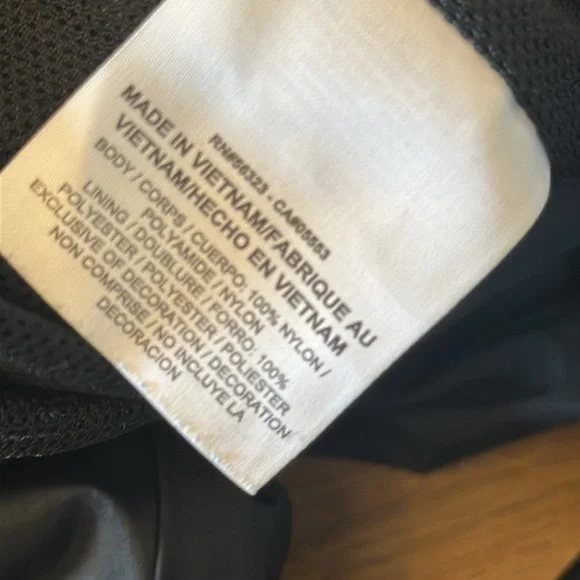 RN#56323 - CA#05553
MADE IN VIETNAM/FABRIQUE AU
VIETNAM/HECHO EN VIETNAM
BODY / CORPS / CUERPO: 100% NYLON /
POLYAMIDE / NYLON
LINING / DOUBLURE / FORRO: 100%
POLYESTER / POLYESTER / POLIESTER
EXCLUSIVE OF DECORATION / DECORATION
NON COMPRISE / NO INCLUYE LA
DECORACION